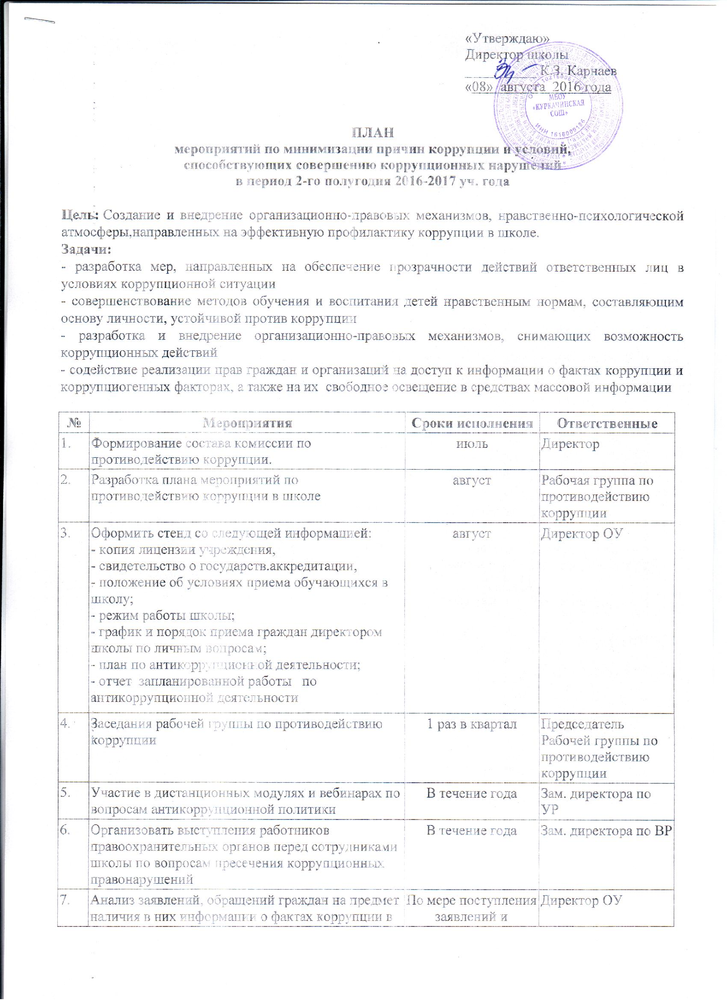 «Утверждаю»
Директор школы
К.З. Карнаев
«08» августа 2016 года
МБОУ
«КУРКАЧИНСКАЯ
СОШ»
ИНН 1616009186
ПЛАН
мероприятий по минимизации причин коррупции и условий,
способствующих совершению коррупционных нарушений
в период 2-го полугодия 2016-2017 уч. года
Цель: Создание и внедрение организационно-правовых механизмов, нравственно-психологической
атмосферы,направленных на эффективную профилактику коррупции в школе.
Задачи:
- разработка мер, направленных на обеспечение прозрачности действий ответственных лиц в
условиях коррупционной ситуации
- совершенствование методов обучения и воспитания детей нравственным нормам, составляющим
основу личности, устойчивой против коррупции
- разработка и внедрение организационно-правовых механизмов, снимающих возможность
коррупционных действий
- содействие реализации прав граждан и организаций на доступ к информации о фактах коррупции и
коррупциогенных факторах, а также на их свободное освещение в средствах массовой информации
№ Мероприятия Сроки исполнения Ответственные
1. Формирование состава комиссии по июль Директор
противодействию коррупции.
2. Разработка плана мероприятий по август Рабочая группа по
противодействию коррупции в школе противодействию
коррупции
3. Оформить стенд со следующей информацией: август Директор ОУ
- копия лицензии учреждения,
- свидетельство о государств.аккредитации,
- положение об условиях приема обучающихся в
школу;
- режим работы школы;
- график и порядок приема граждан директором
школы по личным вопросам;
- план по антикоррупционной деятельности;
- отчет запланированной работы по
антикоррупционной деятельности
4. Заседания рабочей группы по противодействию 1 раз в квартал Председатель
коррупции Рабочей группы по
противодействию
коррупции
5. Участие в дистанционных модулях и вебинарах по В течение года Зам. директора по
вопросам антикоррупционной политики УР
6. Организовать выступления работников В течение года Зам. директора по ВР
правоохранительных органов перед сотрудниками
школы по вопросам пресечения коррупционных
правонарушений
7. Анализ заявлений, обращений граждан на предмет По мере поступления Директор ОУ
наличия в них информации о фактах коррупции в заявлений и